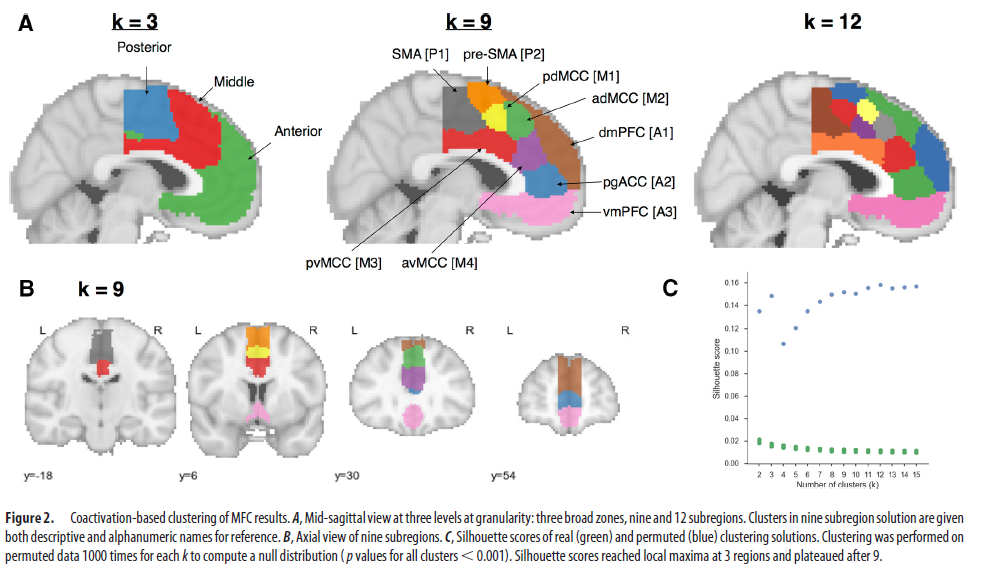 A
k = 3
k = 9
k = 12
Posterior
Middle
Anterior
SMA [P1]
pre-SMA [P2]
pdMCC [M1]
adMCC [M2]
dmPFC [A1]
pgACC [A2]
vmPFC [A3]
pvMCC [M3]
avMCC [M4]
B
k = 9
L
R
L
R
L
R
L
R
y=-18
y=6
y=30
y=54
C
Silhouette score
0.16
0.14
0.12
0.10
0.08
0.06
0.04
0.02
0.00
2 3 4 5 6 7 8 9 10 11 12 13 14 15
Number of clusters (k)
Figure 2. Coactivation-based clustering of MFC results. A, Mid-sagittal view at three levels at granularity: three broad zones, nine and 12 subregions. Clusters in nine subregion solution are given
both descriptive and alphanumeric names for reference. B, Axial view of nine subregions. C, Silhouette scores of real (green) and permuted (blue) clustering solutions. Clustering was performed on
permuted data 1000 times for each k to compute a null distribution (p values for all clusters < 0.001). Silhouette scores reached local maxima at 3 regions and plateaued after 9.